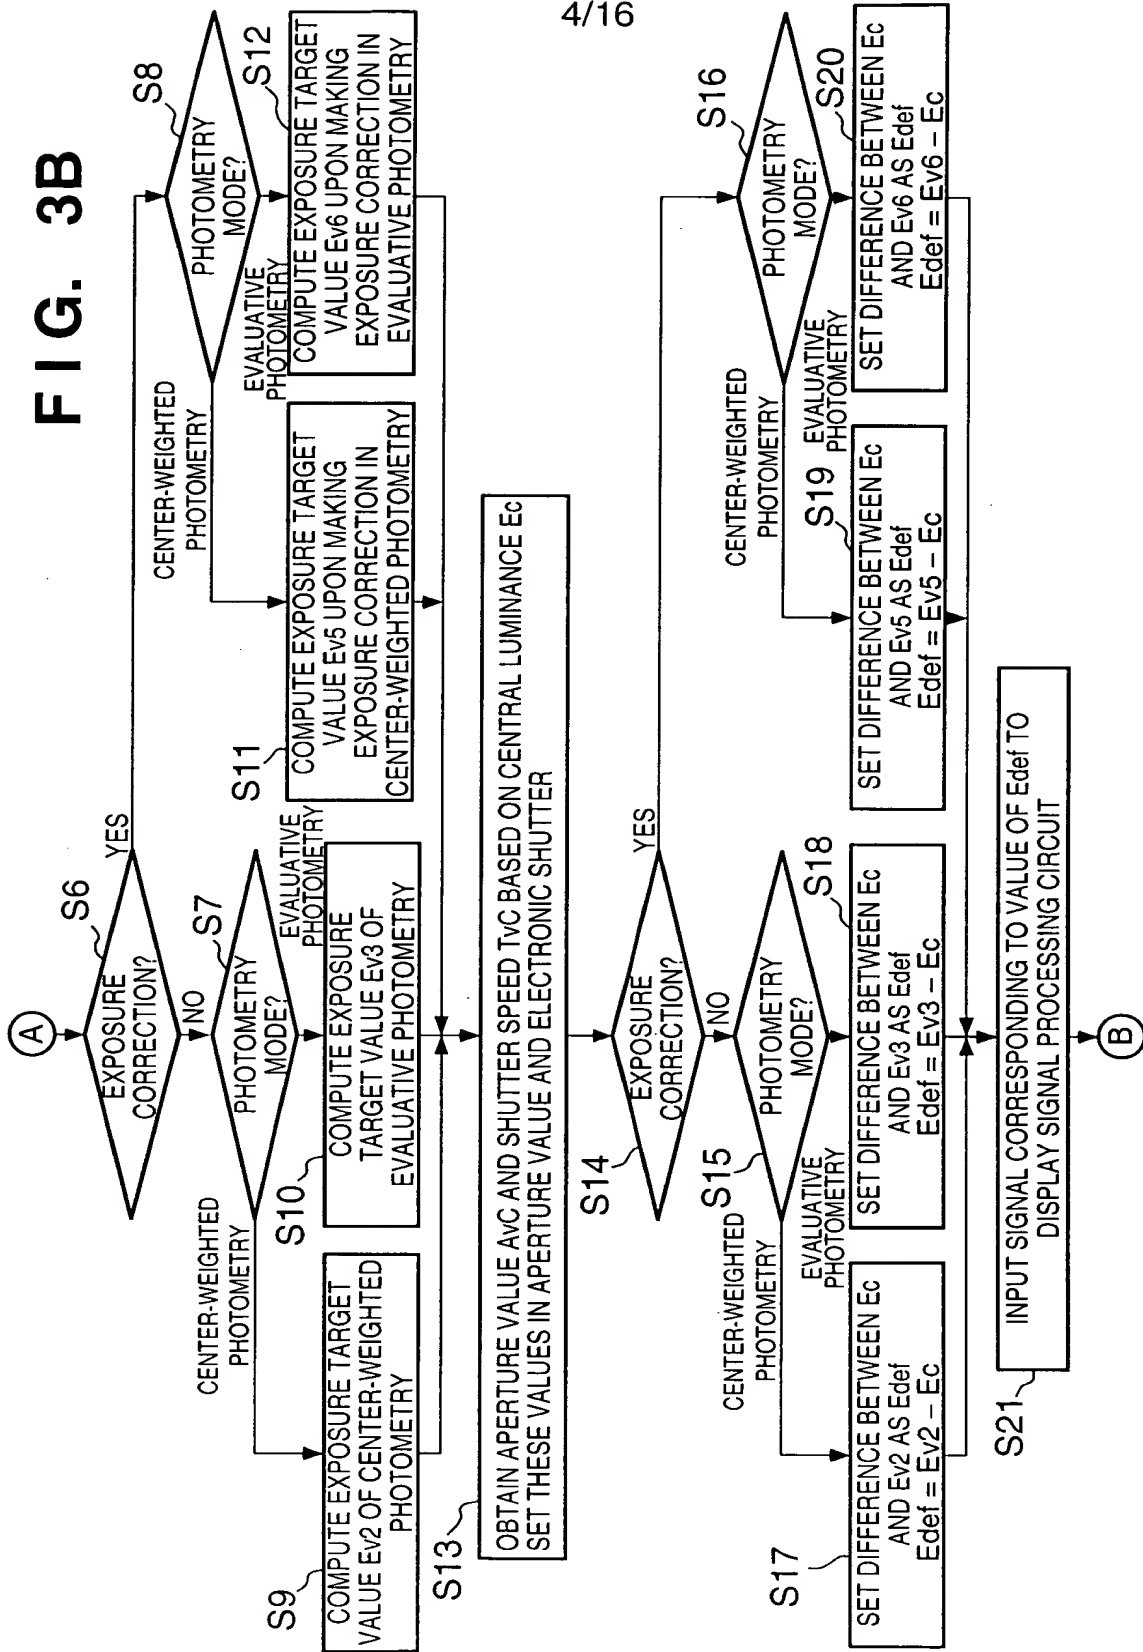 4/16
FIG. 3B
A
EXPOSURE
CORRECTION?
S6
YES
NO
PHOTOMETRY
MODE?
S7
PHOTOMETRY
MODE?
S8
CENTER-WEIGHTED
PHOTOMETRY
EVALUATIVE
PHOTOMETRY
CENTER-WEIGHTED
PHOTOMETRY
EVALUATIVE
PHOTOMETRY
S9
COMPUTE EXPOSURE TARGET
VALUE Ev2 OF CENTER-WEIGHTED
PHOTOMETRY
S10
COMPUTE EXPOSURE
TARGET VALUE Ev3 OF
EVALUATIVE PHOTOMETRY
S11
COMPUTE EXPOSURE TARGET
VALUE Ev5 UPON MAKING
EXPOSURE CORRECTION IN
CENTER-WEIGHTED PHOTOMETRY
S12
COMPUTE EXPOSURE TARGET
VALUE Ev6 UPON MAKING
EXPOSURE CORRECTION IN
EVALUATIVE PHOTOMETRY
S13
OBTAIN APERTURE VALUE AvC AND SHUTTER SPEED TvC BASED ON CENTRAL LUMINANCE Ec
SET THESE VALUES IN APERTURE VALUE AND ELECTRONIC SHUTTER
S14
EXPOSURE
CORRECTION?
YES
NO
S15
PHOTOMETRY
MODE?
S16
PHOTOMETRY
MODE?
CENTER-WEIGHTED
PHOTOMETRY
EVALUATIVE
PHOTOMETRY
CENTER-WEIGHTED
PHOTOMETRY
EVALUATIVE
PHOTOMETRY
S17
SET DIFFERENCE BETWEEN Ec
AND Ev2 AS Edef
Edef = Ev2 – Ec
S18
SET DIFFERENCE BETWEEN Ec
AND Ev3 AS Edef
Edef = Ev3 – Ec
S19
SET DIFFERENCE BETWEEN Ec
AND Ev5 AS Edef
Edef = Ev5 – Ec
S20
SET DIFFERENCE BETWEEN Ec
AND Ev6 AS Edef
Edef = Ev6 – Ec
S21
INPUT SIGNAL CORRESPONDING TO VALUE OF Edef TO
DISPLAY SIGNAL PROCESSING CIRCUIT
B